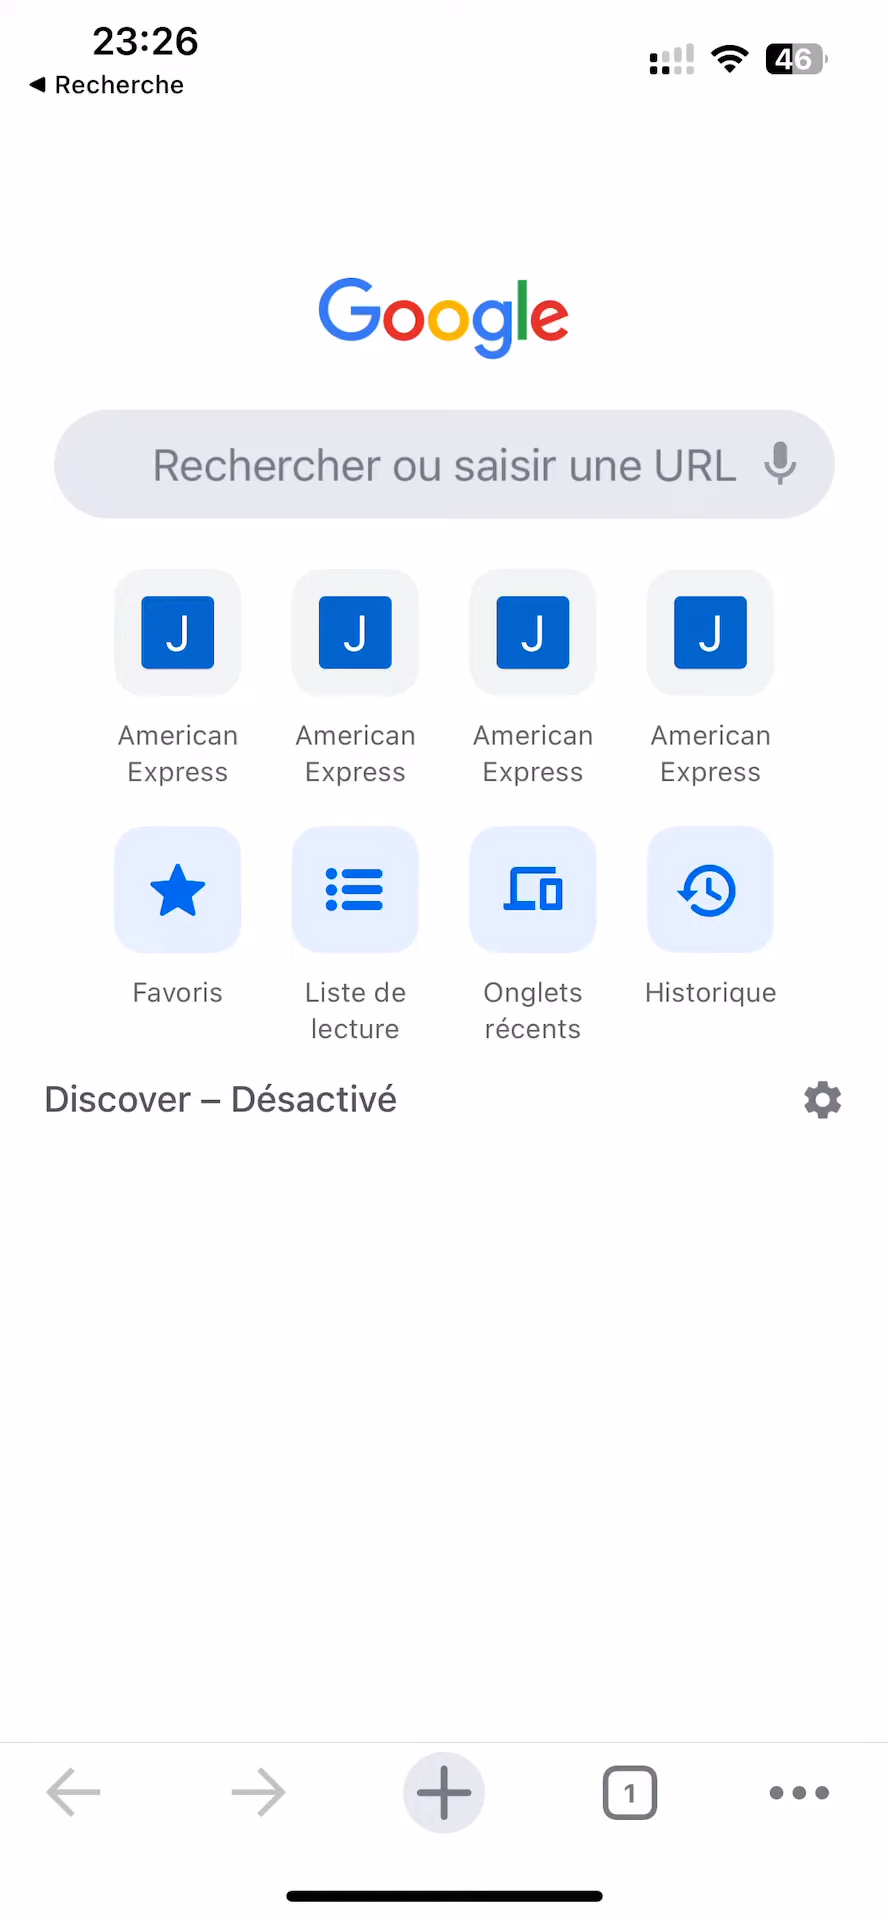 23:26
46
◀ Recherche
Google
Rechercher ou saisir une URL
J J J J
American American American American
Express Express Express Express
Favoris Liste de Onglets Historique
lecture récents
Discover – Désactivé
1